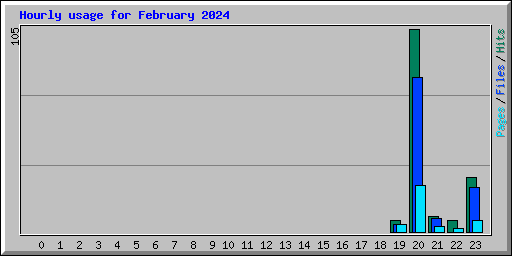 Hourly usage for February 2024
105
Pages/Files/Hits
0 1 2 3 4 5 6 7 8 9 10 11 12 13 14 15 16 17 18 19 20 21 22 23